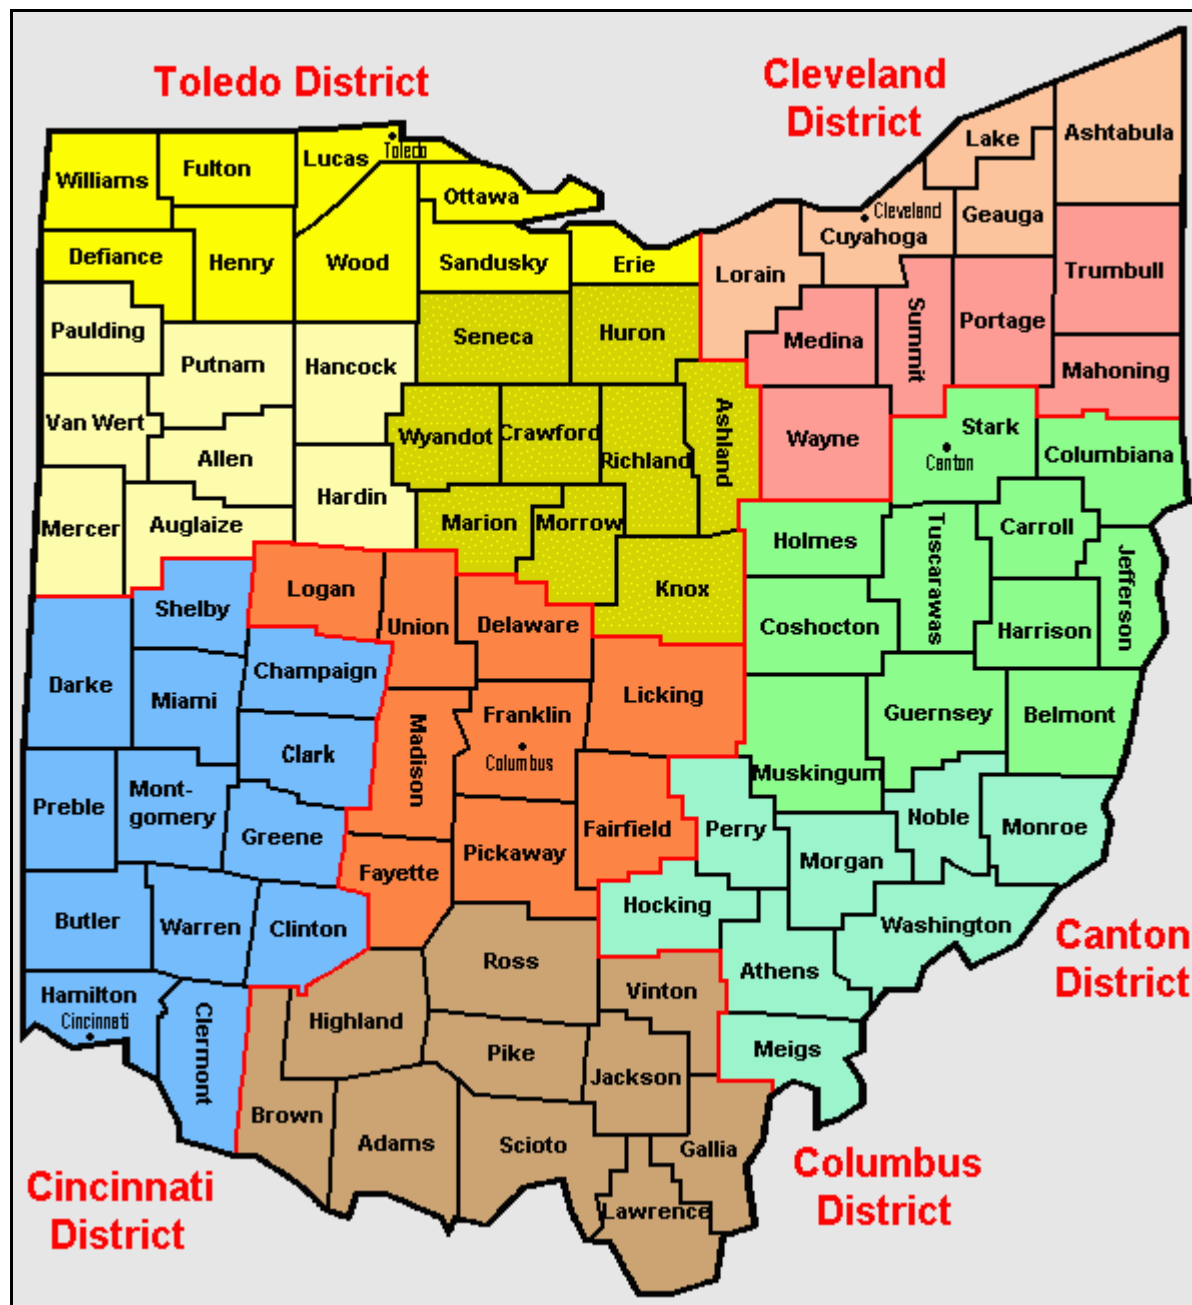 Toledo District
Cleveland
District
Lake
Ashtabula
Williams
Fulton
Lucas
Toledo
Ottawa
Cleveland
Geauga
Cuyahoga
Defiance
Henry
Wood
Sandusky
Erie
Lorain
Trumbull
Paulding
Putnam
Hancock
Seneca
Huron
Medina
Summit
Portage
Mahoning
Van Wert
Allen
Wyandot
Crawford
Richland
Ashland
Wayne
Stark
Canton
Columbiana
Mercer
Auglaize
Hardin
Marion
Morrow
Holmes
Tuscarawas
Carroll
Jefferson
Shelby
Logan
Union
Delaware
Knox
Coshocton
Harrison
Darke
Miami
Champaign
Madison
Franklin
Columbus
Licking
Guernsey
Belmont
Clark
Muskingum
Preble
Mont-
gomery
Greene
Fairfield
Perry
Noble
Monroe
Fayette
Pickaway
Morgan
Butler
Warren
Clinton
Hocking
Washington
Canton
District
Ross
Athens
Hamilton
Cincinnati
Clermont
Highland
Vinton
Pike
Jackson
Meigs
Brown
Adams
Scioto
Gallia
Lawrence
Cincinnati
District
Columbus
District